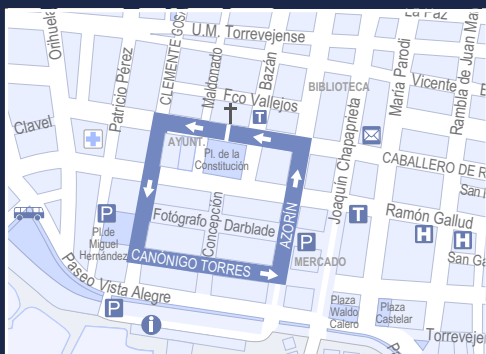 La Paz
Orihuela
U.M. Torrevejense
CLEMENTE GOS
Maldonado
Bazán
Patricio Pérez
Rambla de Juan Ma
María Parodi
BIBLIOTECA
Vicente
Fco Vallejos
T
Clavel
AYUNT.
Pl. de la
Constitución
Joaquín Chapaprieta
CABALLERO DE R
San
P
Concepción
Fotógrafo Darblade
T
Ramón Gallud
Pl.de
Miguel
Hernández
AZORÍN
P
H
H
MERCADO
San Ga
CANÓNIGO TORRES
Paseo Vista Alegre
P
i
Plaza
Waldo
Calero
Plaza
Castelar
Torrevej